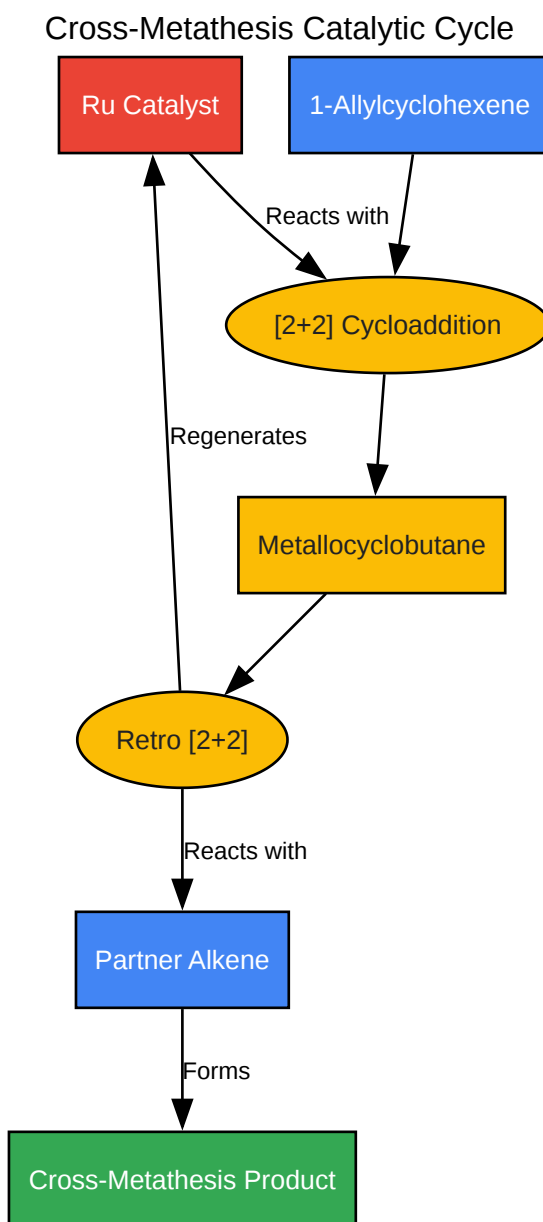 Cross-Metathesis Catalytic Cycle
Ru Catalyst
1-Allylcyclohexene
Reacts with
[2+2] Cycloaddition
Regenerates
Metallocyclobutane
Retro [2+2]
Reacts with
Partner Alkene
Forms
Cross-Metathesis Product